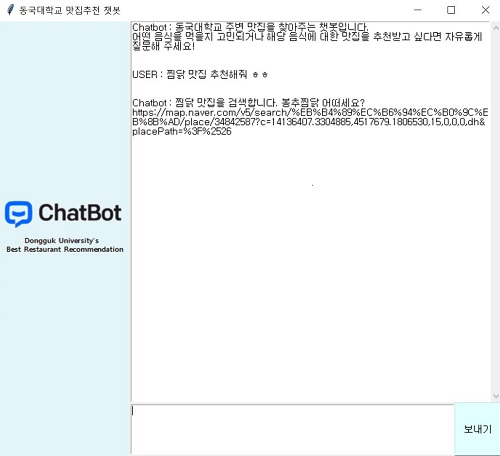 동국대학교 맛집추천 챗봇
Chatbot : 동국대학교 주변 맛집을 찾아주는 챗봇입니다.
어떤 음식을 먹을지 고민되거나 해당 음식에 대한 맛집을 추천받고 싶다면 자유롭게
질문해 주세요!
USER : 찜닭 맛집 추천해줘 ㅎㅎ
Chatbot : 찜닭 맛집을 검색합니다. 봉추찜닭 어떠세요?
https://map.naver.com/v5/search/%EB%B4%89%EC%B6%94%EC%B0%9C%E
B%8B%AD/place/34842587?c=14136407.3304885,4517679.1806530,15,0,0,0,dh&
placePath=%3F%2526
ChatBot
Dongguk University's
Best Restaurant Recommendation
보내기